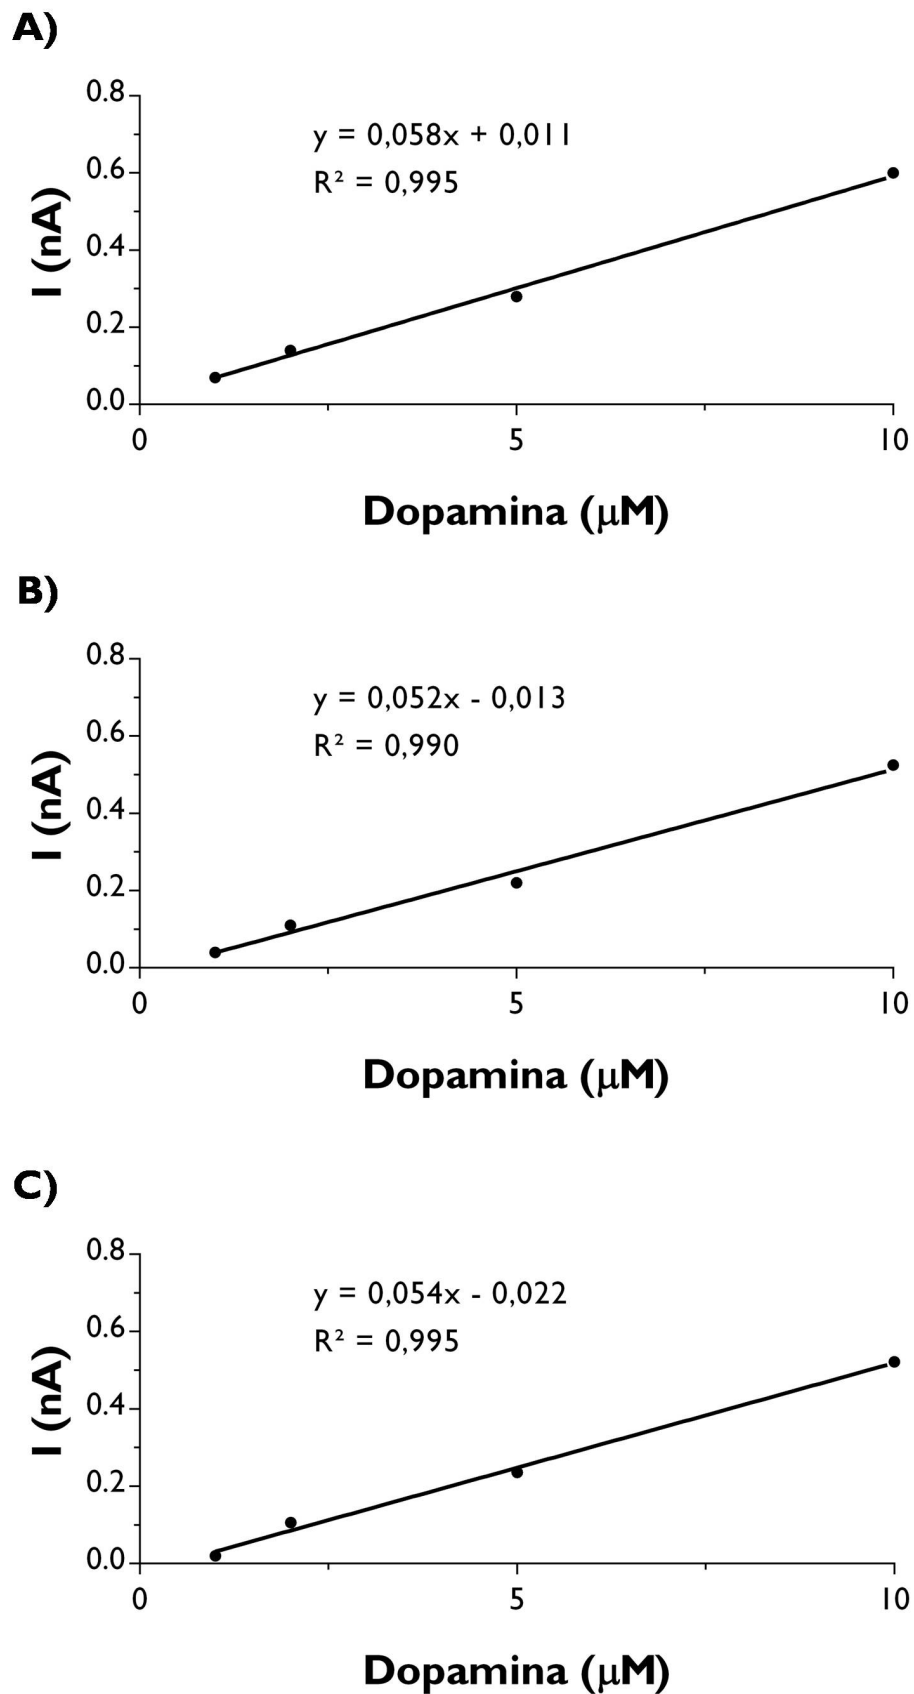 A)
0.8
0.6
0.4
0.2
0.0
I (nA)
y = 0,058x + 0,011
R² = 0,995
0 5 10
Dopamina (μM)
B)
0.8
0.6
0.4
0.2
0.0
I (nA)
y = 0,052x - 0,013
R² = 0,990
0 5 10
Dopamina (μM)
C)
0.8
0.6
0.4
0.2
0.0
I (nA)
y = 0,054x - 0,022
R² = 0,995
0 5 10
Dopamina (μM)